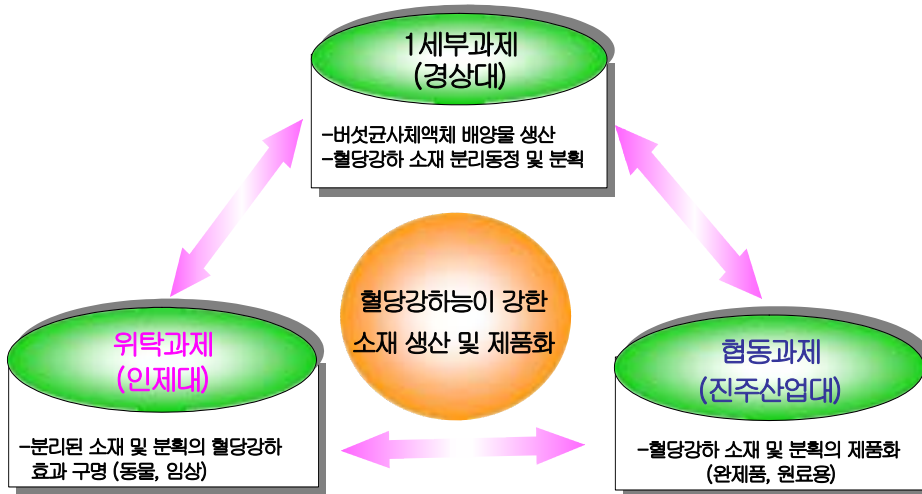 1세부과제
(경상대)
-버섯균사체액체 배양물 생산
-혈당강하 소재 분리동정 및 분획
혈당강하능이 강한
소재 생산 및 제품화
위탁과제
(인제대)
-분리된 소재 및 분획의 혈당강하
효과 구명 (동물, 임상)
협동과제
(진주산업대)
-혈당강하 소재 및 분획의 제품화
(완제품, 원료용)